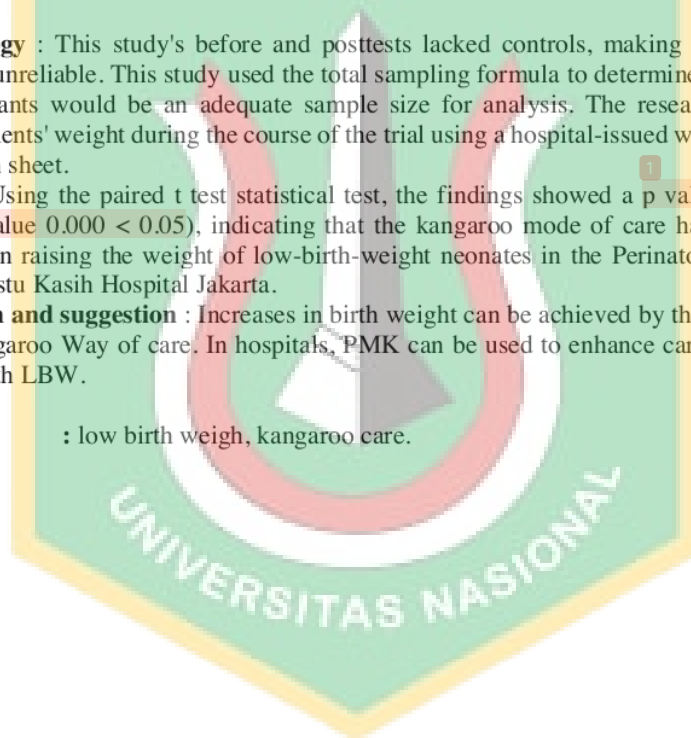 gy : This study's before and posttests lacked controls, making
unreliable. This study used the total sampling formula to determine
ants would be an adequate sample size for analysis. The resea
ents' weight during the course of the trial using a hospital-issued w
sheet.
1
Using the paired t test statistical test, the findings showed a p va
alue 0.000 < 0.05), indicating that the kangaroo mode of care ha
n raising the weight of low-birth-weight neonates in the Perinato
stu Kasih Hospital Jakarta.
n and suggestion : Increases in birth weight can be achieved by th
garoo Way of care. In hospitals, PMK can be used to enhance car
th LBW.
: low birth weigh, kangaroo care.
UNIVERSITAS NASIONAL